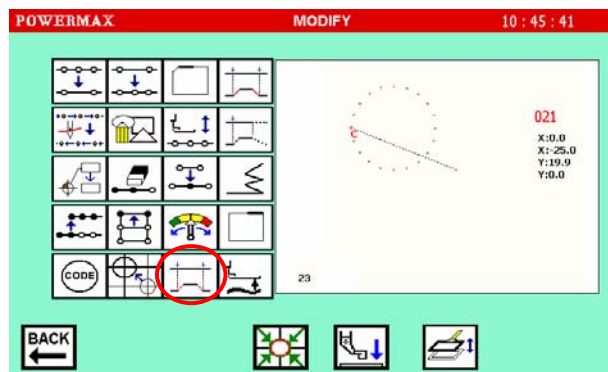 POWERMAX MODIFY 10 : 45 : 41
021
C
X:0.0
X:-25.0
Y:19.9
Y:0.0
CODE
23
BACK